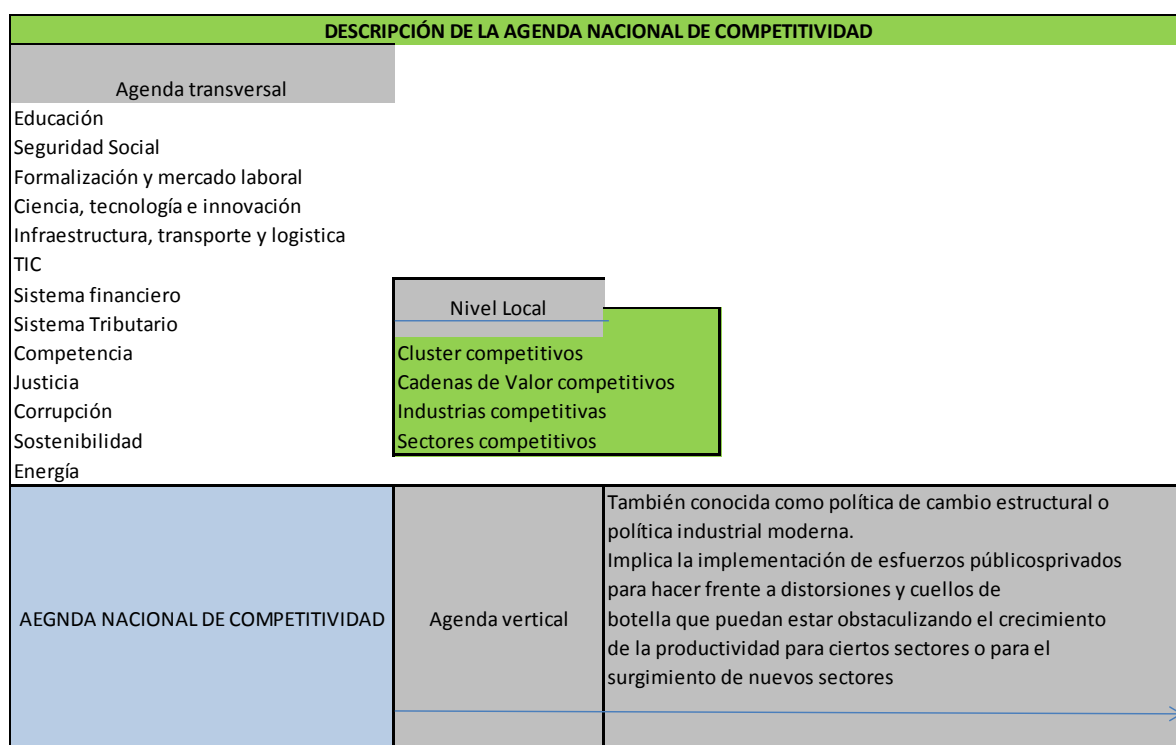 DESCRIPCIÓN DE LA AGENDA NACIONAL DE COMPETITIVIDAD
Agenda transversal
Educación
Seguridad Social
Formalización y mercado laboral
Ciencia, tecnología e innovación
Infraestructura, transporte y logistica
TIC
Sistema financiero
Sistema Tributario
Competencia
Justicia
Corrupción
Sostenibilidad
Energía
Nivel Local
Cluster competitivos
Cadenas de Valor competitivos
Industrias competitivas
Sectores competitivos
AEGNDA NACIONAL DE COMPETITIVIDAD
Agenda vertical
También conocida como política de cambio estructural o
política industrial moderna.
Implica la implementación de esfuerzos públicosprivados
para hacer frente a distorsiones y cuellos de
botella que puedan estar obstaculizando el crecimiento
de la productividad para ciertos sectores o para el
surgimiento de nuevos sectores